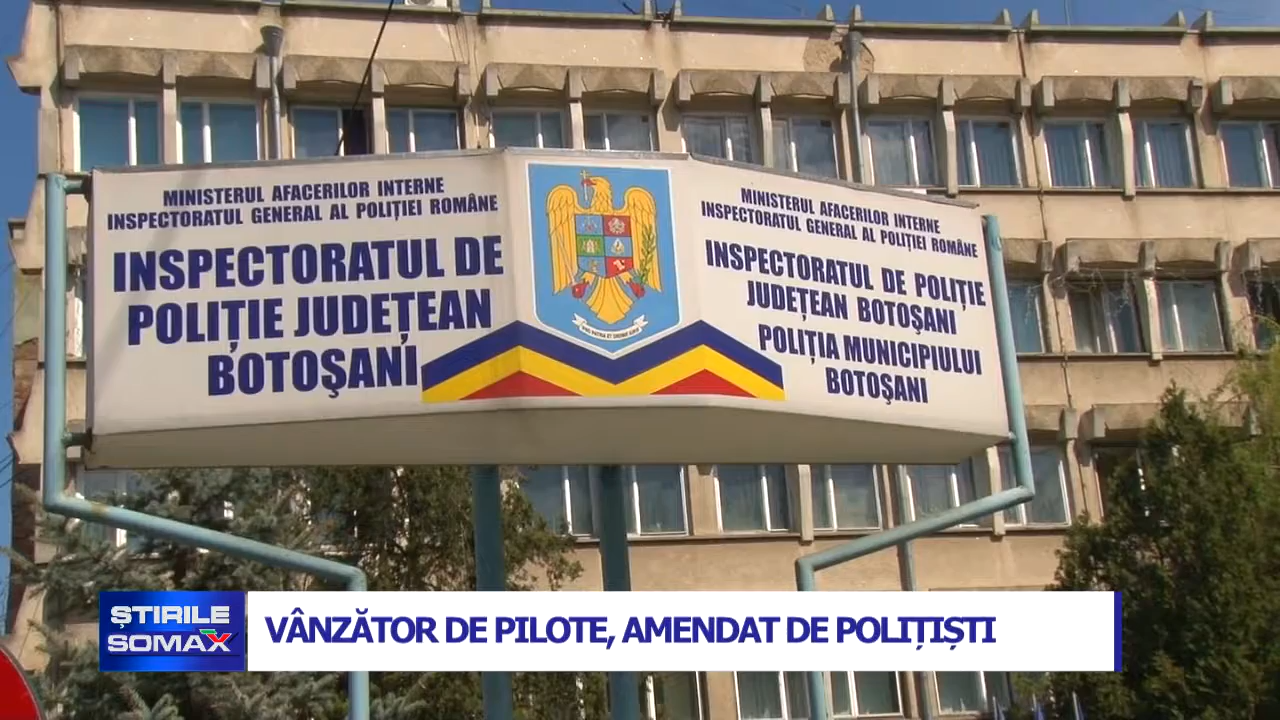 MINISTERUL AFACERILOR INTERNE
INSPECTORATUL GENERAL AL POLIȚIEI ROMÂNE
INSPECTORATUL DE
POLIȚIE JUDEȚEAN
BOTOŞANI
MINISTERUL AFACERILOR INTERNE
INSPECTORATUL GENERAL AL POLIȚIEI ROMÂNE
INSPECTORATUL DE POLIȚIE
JUDEȚEAN BOTOŞANI
POLIȚIA MUNICIPIULUI
BOTOŞANI
ȘTIRILE
SOMAX
VÂNZĂTOR DE PILOTE, AMENDAT DE POLIȚIȘTI